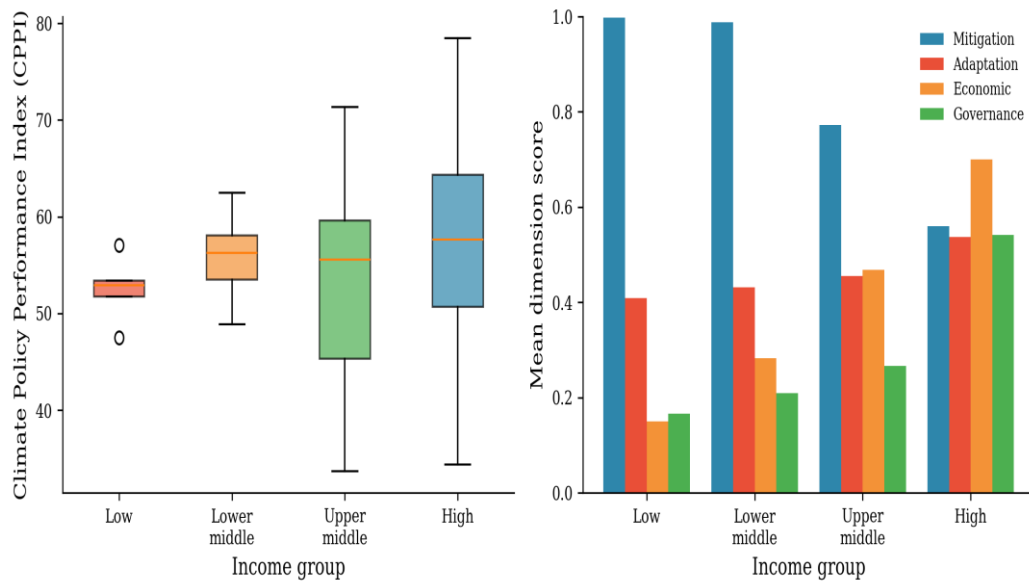 Climate Policy Performance Index (CPPI)
80
70
60
50
40
Low
Lower
middle
Upper
middle
High
Income group
Mean dimension score
1.0
0.8
0.6
0.4
0.2
0.0
Mitigation
Adaptation
Economic
Governance
Low
Lower
middle
Upper
middle
High
Income group